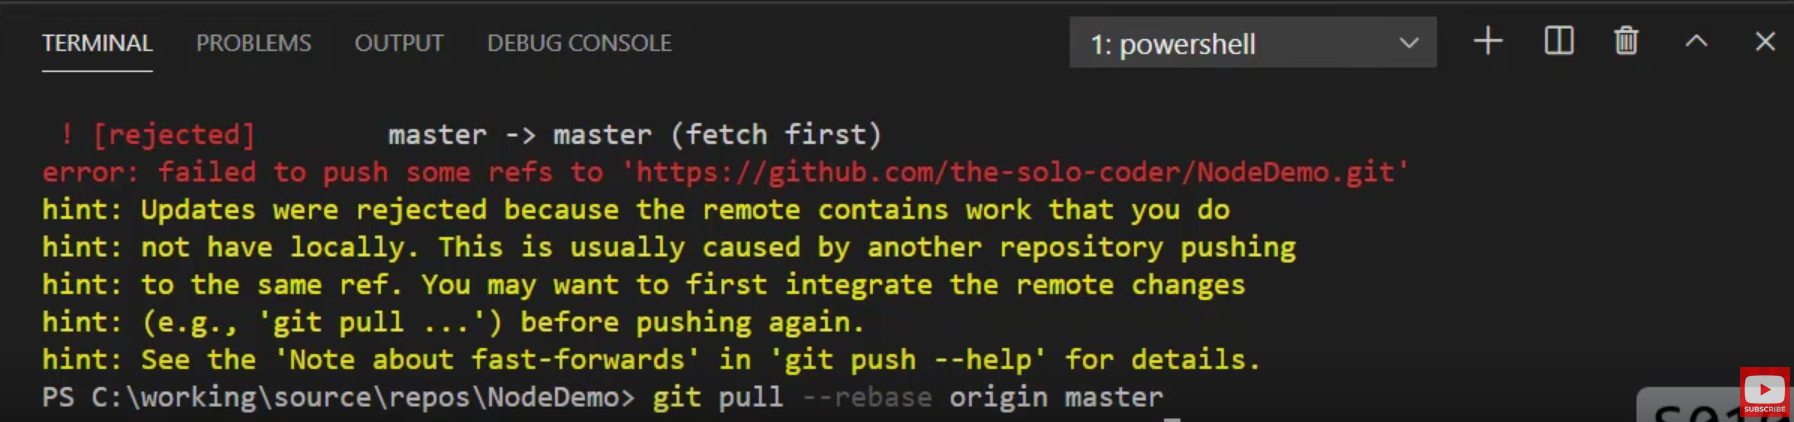 TERMINAL PROBLEMS OUTPUT DEBUG CONSOLE 1: powershell
! [rejected] master -> master (fetch first)
error: failed to push some refs to 'https://github.com/the-solo-coder/NodeDemo.git'
hint: Updates were rejected because the remote contains work that you do
hint: not have locally. This is usually caused by another repository pushing
hint: to the same ref. You may want to first integrate the remote changes
hint: (e.g., 'git pull ...') before pushing again.
hint: See the 'Note about fast-forwards' in 'git push --help' for details.
PS C:\working\source\repos\NodeDemo> git pull --rebase origin master
SUBSCRIBE